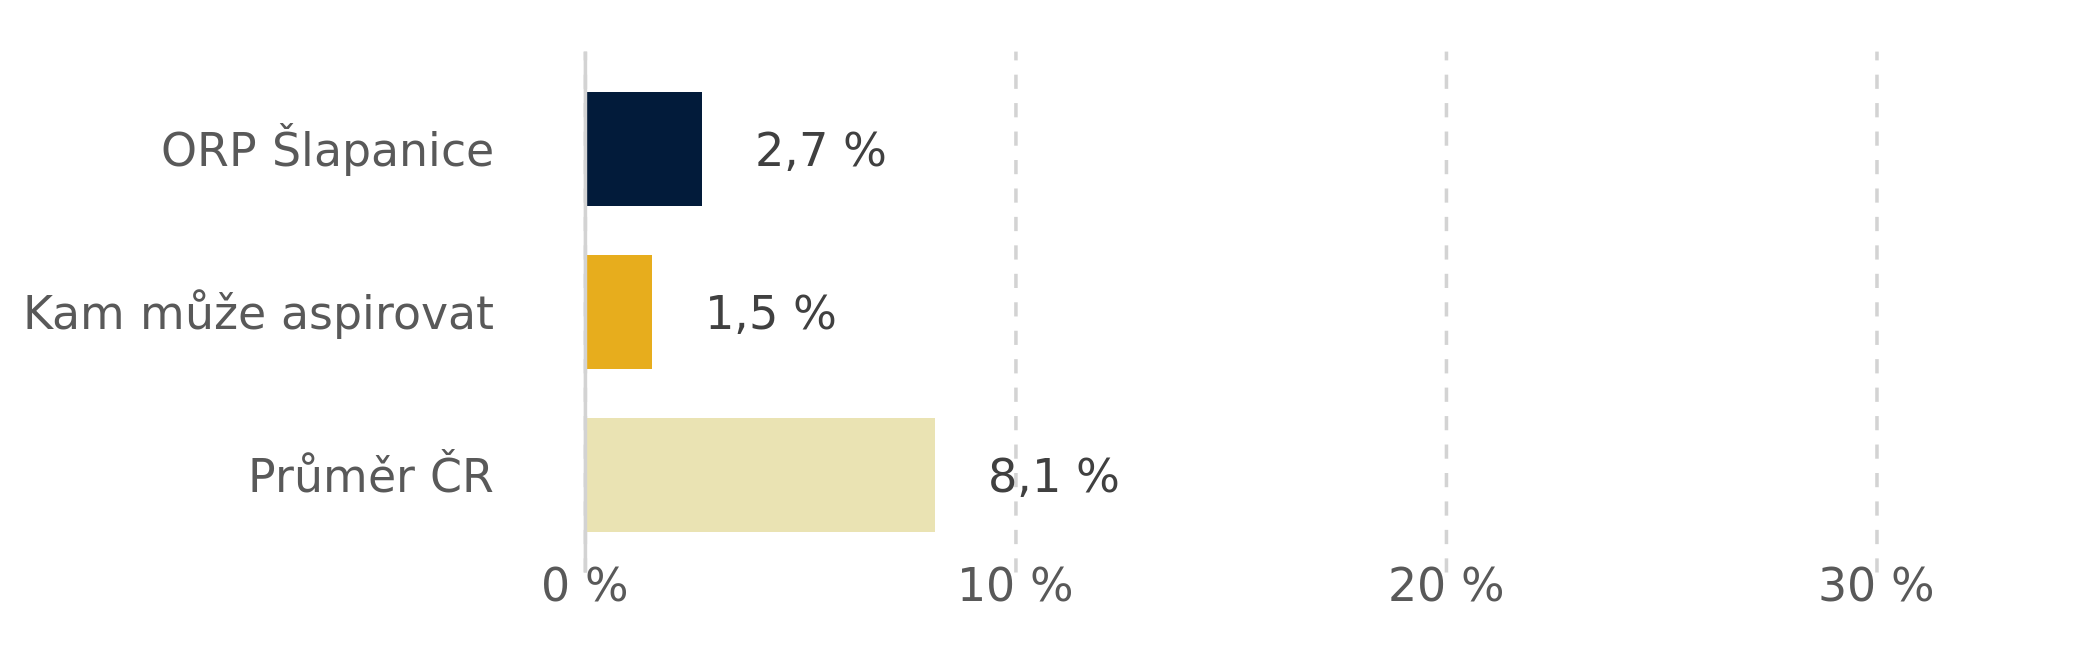 ORP Šlapanice 2,7 %
Kam může aspirovat 1,5 %
Průměr ČR 8,1 %
0 % 10 % 20 % 30 %